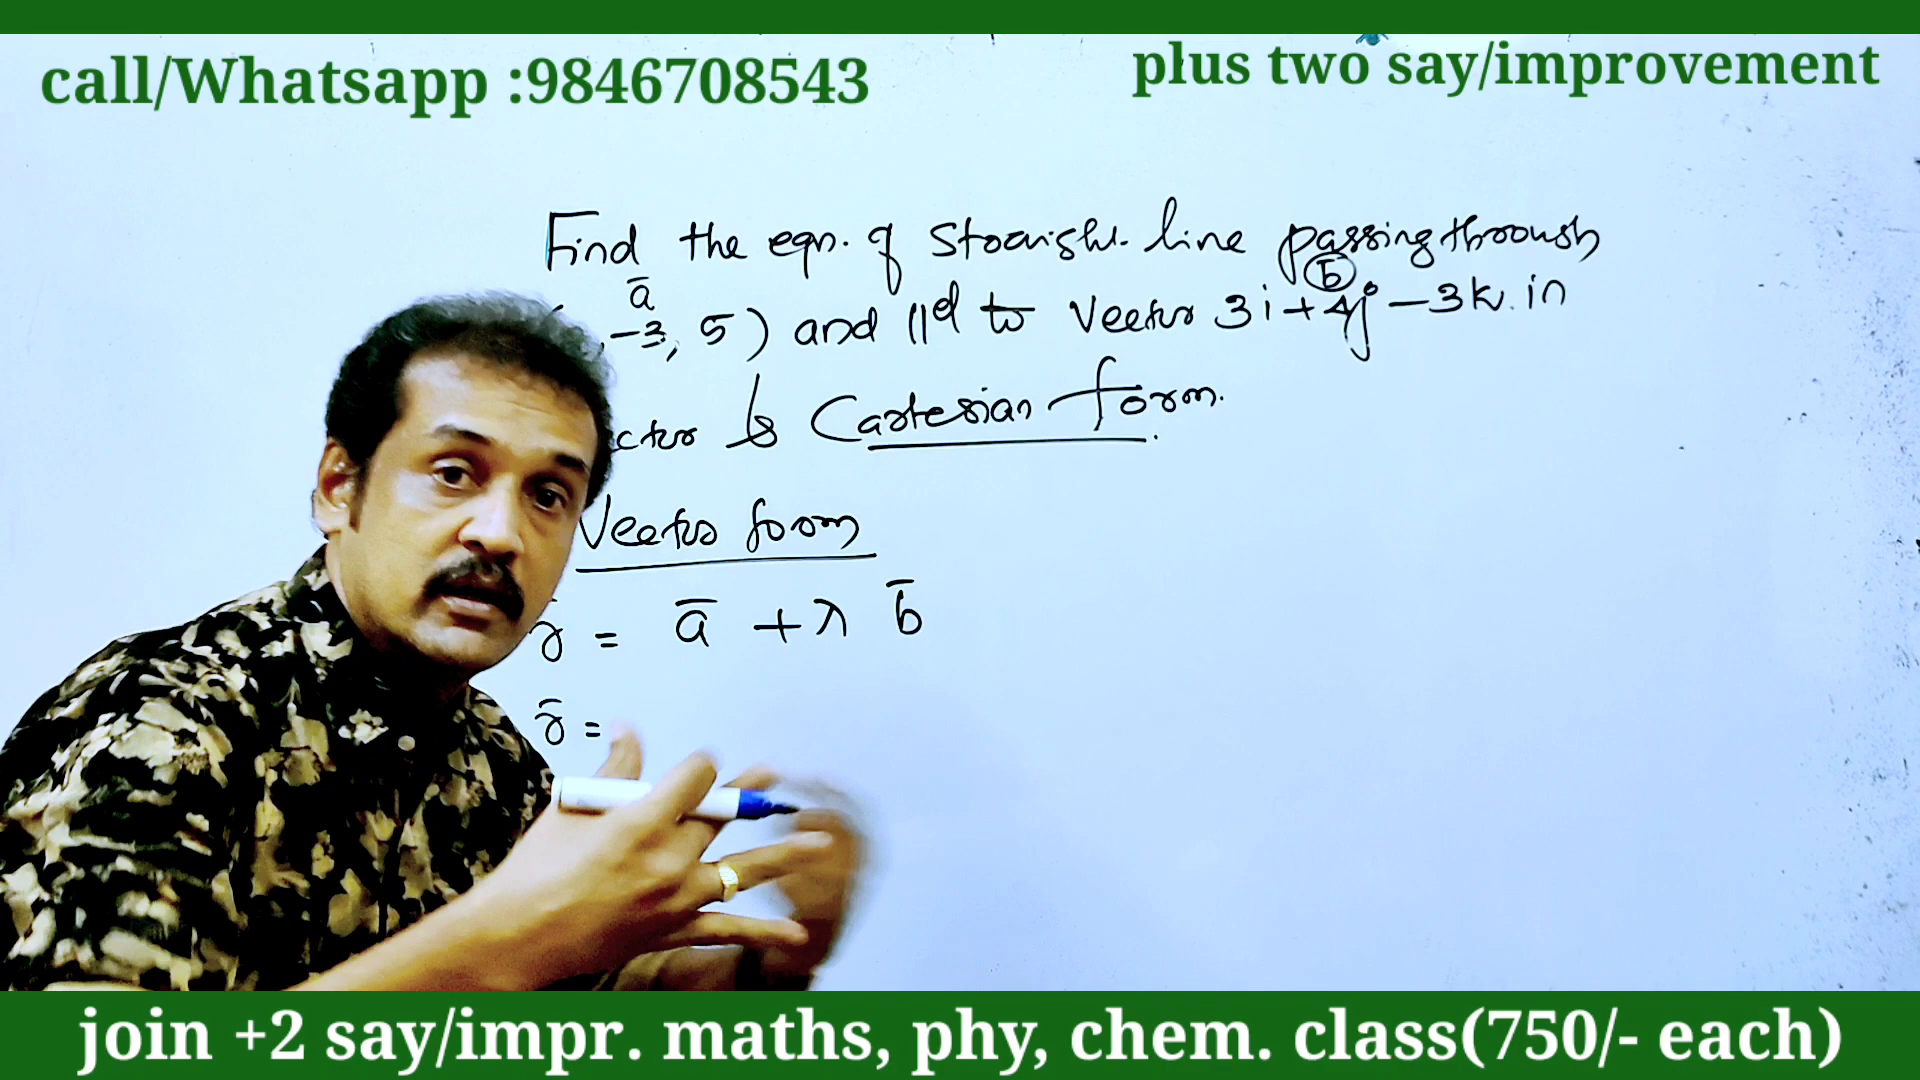 call/Whatsapp :9846708543
plus two say/improvement
Find the eqn. of straight line passing through
a̅ b̅
-3, 5) and ||el to vector 3i+4j-3k. in
ctor & Cartesian form.
Vector form
r = a̅ + λ b̅
r̅ =
join +2 say/impr. maths, phy, chem. class(750/- each)